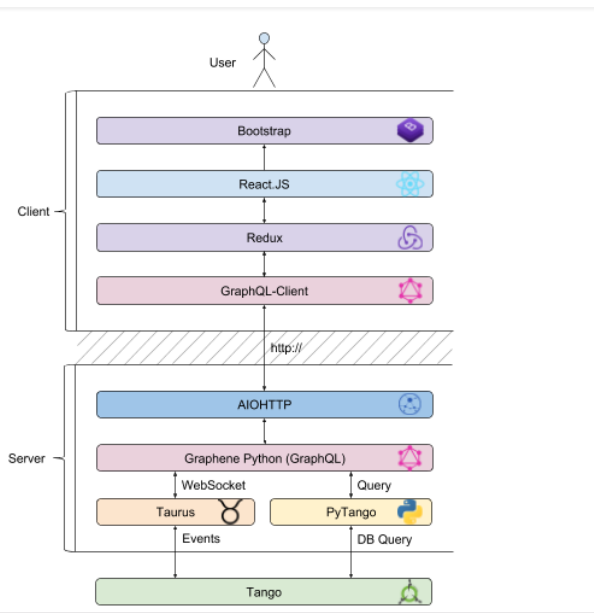 User
Client
Bootstrap
React.JS
Redux
GraphQL-Client
http://
Server
AIOHTTP
Graphene Python (GraphQL)
WebSocket
Query
Taurus
PyTango
Events
DB Query
Tango